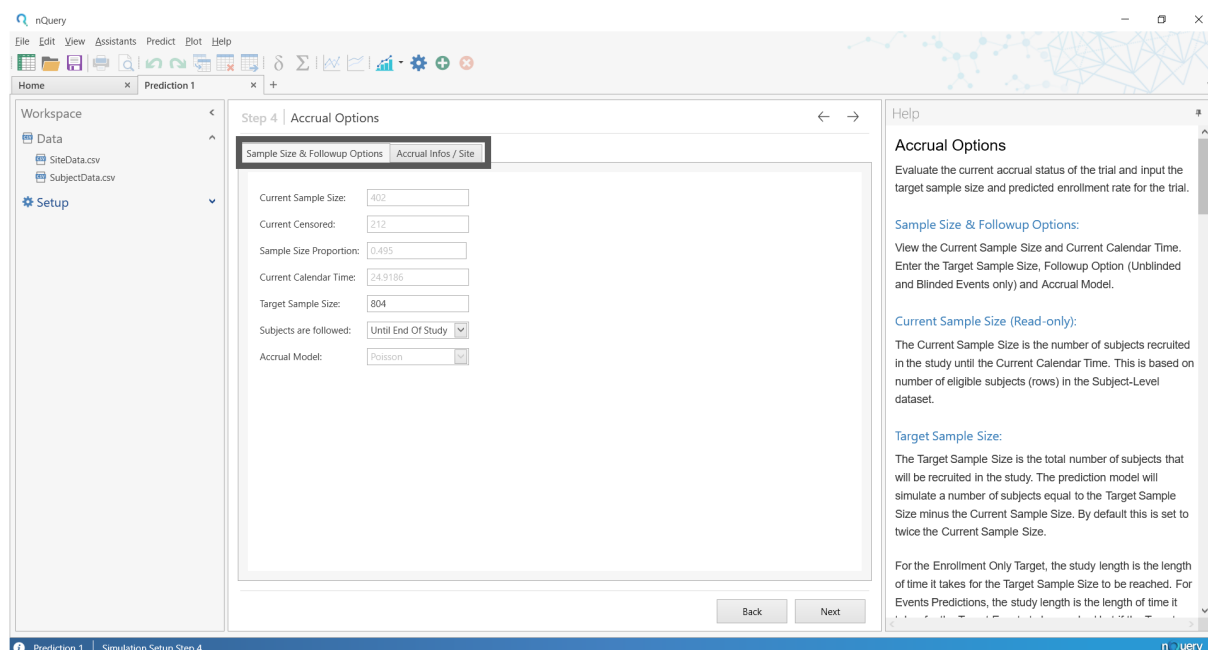 nQuery
File Edit View Assistants Predict Plot Help
Home × Prediction 1 × +
Workspace
Data
SiteData.csv
SubjectData.csv
Setup
Step 4 | Accrual Options
Sample Size & Followup Options Accrual Infos / Site
Current Sample Size: 402
Current Censored: 212
Sample Size Proportion: 0.495
Current Calendar Time: 24.9186
Target Sample Size: 804
Subjects are followed: Until End Of Study
Accrual Model: Poisson
Back Next
Help
Accrual Options
Evaluate the current accrual status of the trial and input the
target sample size and predicted enrollment rate for the trial.
Sample Size & Followup Options:
View the Current Sample Size and Current Calendar Time.
Enter the Target Sample Size, Followup Option (Unblinded
and Blinded Events only) and Accrual Model.
Current Sample Size (Read-only):
The Current Sample Size is the number of subjects recruited
in the study until the Current Calendar Time. This is based on
number of eligible subjects (rows) in the Subject-Level
dataset.
Target Sample Size:
The Target Sample Size is the total number of subjects that
will be recruited in the study. The prediction model will
simulate a number of subjects equal to the Target Sample
Size minus the Current Sample Size. By default this is set to
twice the Current Sample Size.
For the Enrollment Only Target, the study length is the length
of time it takes for the Target Sample Size to be reached. For
Events Predictions, the study length is the length of time it
Prediction 1 | Simulation Setup Step 4
nQuery